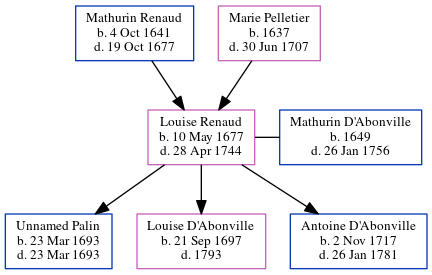 Mathurin Renaud
b. 4 Oct 1641
d. 19 Oct 1677
Marie Pelletier
b. 1637
d. 30 Jun 1707
Louise Renaud
b. 10 May 1677
d. 28 Apr 1744
Mathurin D'Abonville
b. 1649
d. 26 Jan 1756
Unnamed Palin
b. 23 Mar 1693
d. 23 Mar 1693
Louise D'Abonville
b. 21 Sep 1697
d. 1793
Antoine D'Abonville
b. 2 Nov 1717
d. 26 Jan 1781